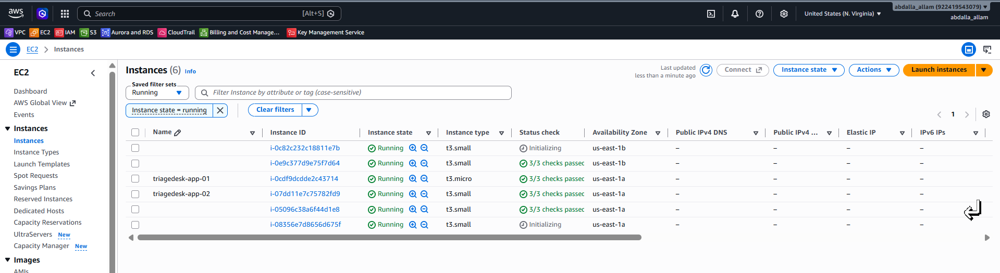 aws
Search [Alt+S]
United States (N. Virginia)
abdalla_allam (922419543079)
abdalla_allam
VPC EC2 IAM S3 Aurora and RDS CloudTrail Billing and Cost Manage... Key Management Service
EC2 Instances
EC2
Dashboard
AWS Global View
Events
Instances
Instances
Instance Types
Launch Templates
Spot Requests
Savings Plans
Reserved Instances
Dedicated Hosts
Capacity Reservations
UltraServers New
Capacity Manager New
Images
AMIs
Instances (6) Info
Last updated
less than a minute ago
Connect Instance state Actions Launch instances
Saved filter sets
Running
Filter Instance by attribute or tag (case-sensitive)
Instance state = running Clear filters
1
Name Instance ID Instance state Instance type Status check Availability Zone Public IPv4 DNS Public IPv4 ... Elastic IP IPv6 IPs
i-0c82c232c18811e7b Running t3.small Initializing us-east-1b – – – –
i-0e9c377d9e75f7d64 Running t3.small 3/3 checks passed us-east-1b – – – –
triagedesk-app-01 i-0cdf9dcdde2c43714 Running t3.micro 3/3 checks passed us-east-1a – – – –
triagedesk-app-02 i-07dd11e7c75782fd9 Running t3.small 3/3 checks passed us-east-1a – – – –
i-05096c38a6f44d1e8 Running t3.small 3/3 checks passed us-east-1a – – – –
i-08356e7d8656d675f Running t3.small Initializing us-east-1a – – – –